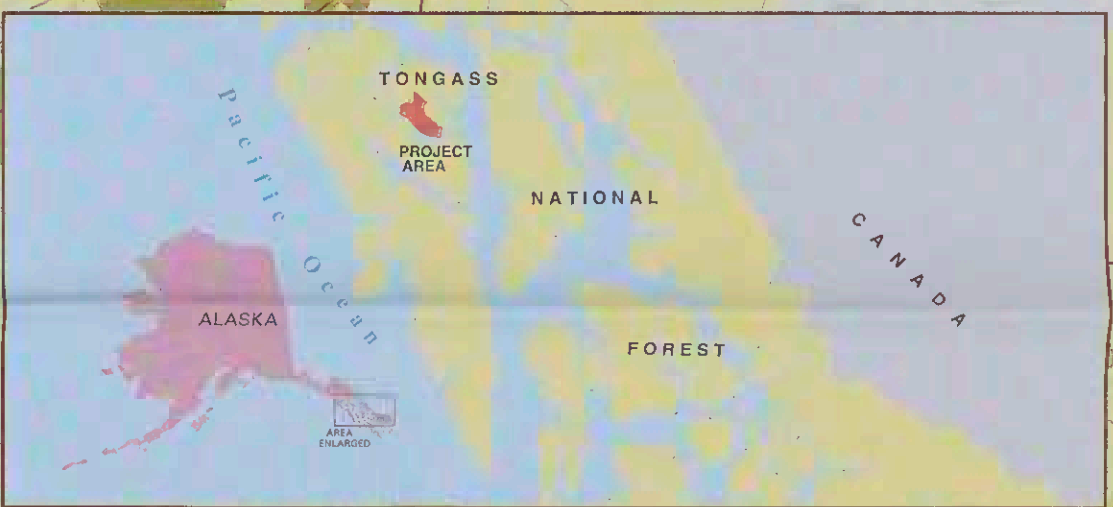 TONGASS
PROJECT
AREA
NATIONAL
FOREST
CANADA
Pacific Ocean
ALASKA
AREA
ENLARGED